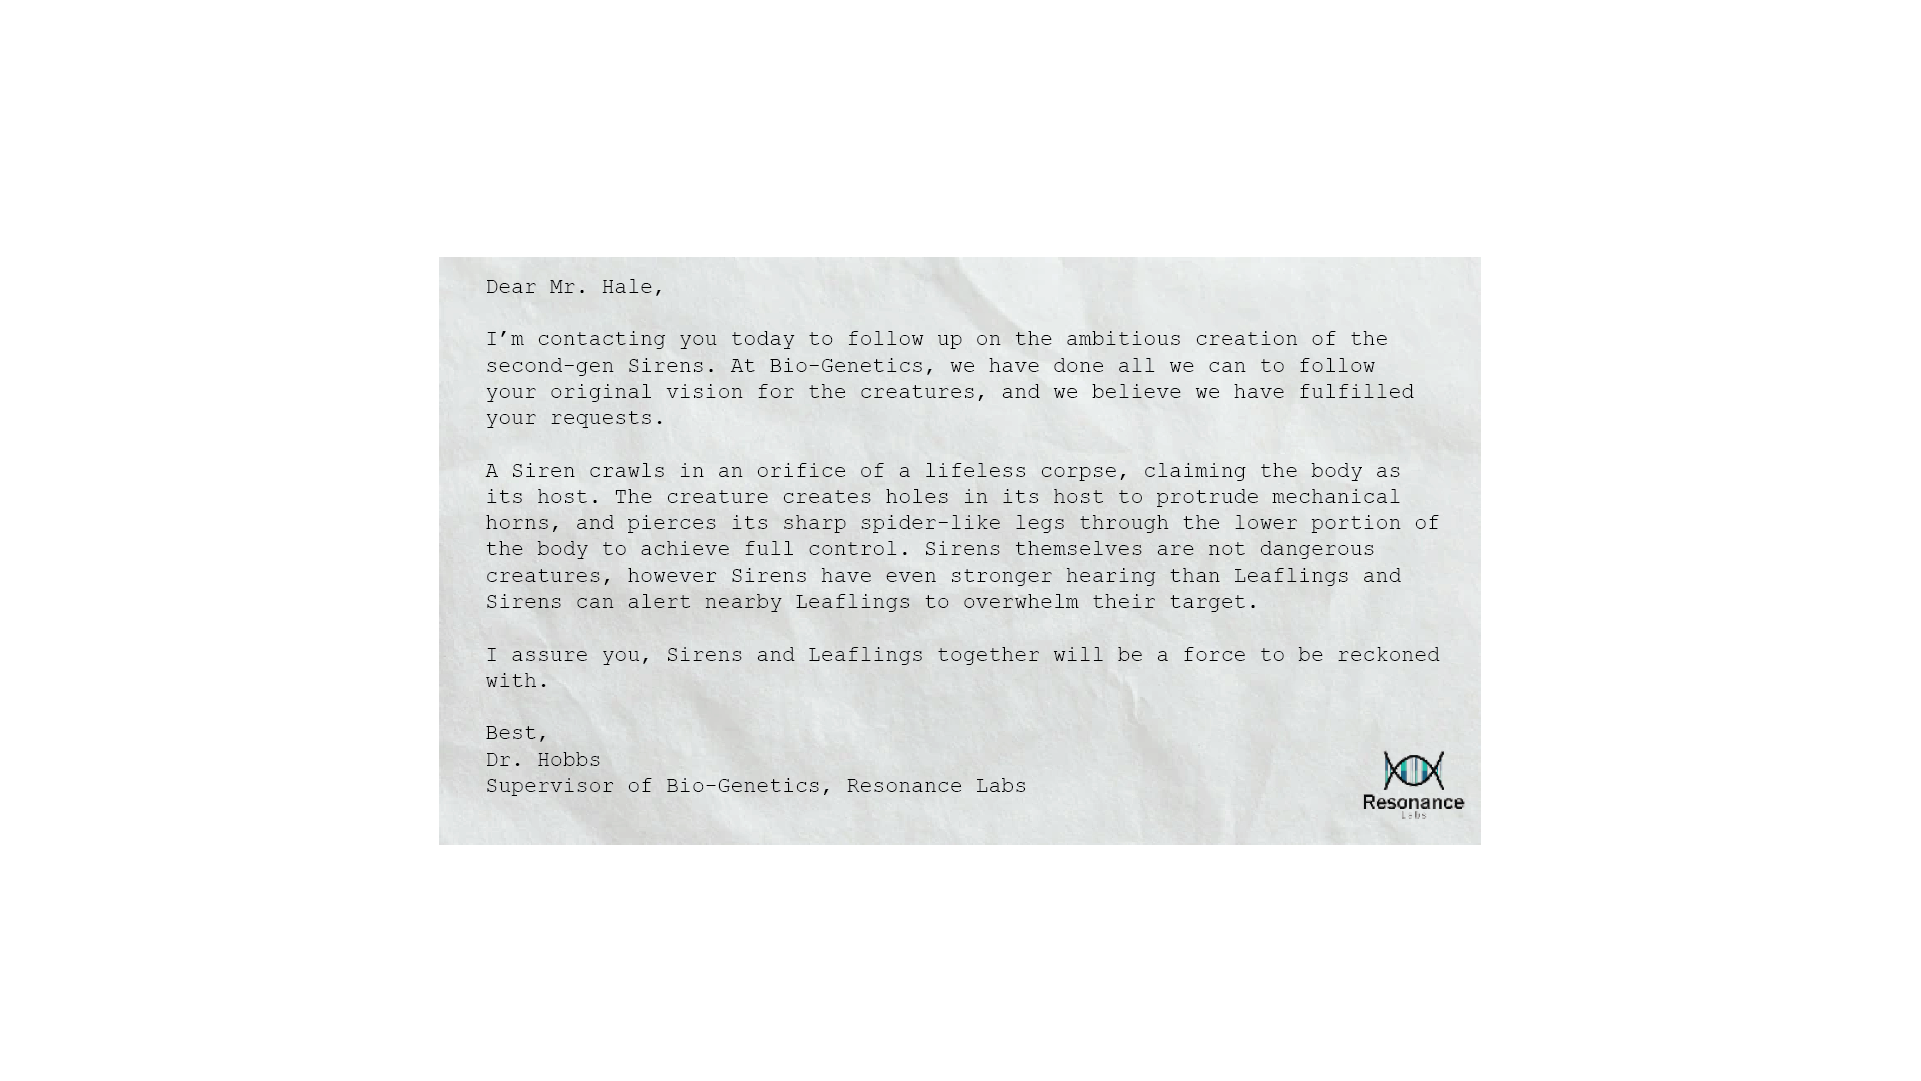 Dear Mr. Hale,
I’m contacting you today to follow up on the ambitious creation of the
second-gen Sirens. At Bio-Genetics, we have done all we can to follow
your original vision for the creatures, and we believe we have fulfilled
your requests.
A Siren crawls in an orifice of a lifeless corpse, claiming the body as
its host. The creature creates holes in its host to protrude mechanical
horns, and pierces its sharp spider-like legs through the lower portion of
the body to achieve full control. Sirens themselves are not dangerous
creatures, however Sirens have even stronger hearing than Leaflings and
Sirens can alert nearby Leaflings to overwhelm their target.
I assure you, Sirens and Leaflings together will be a force to be reckoned
with.
Best,
Dr. Hobbs
Supervisor of Bio-Genetics, Resonance Labs
Resonance
Labs